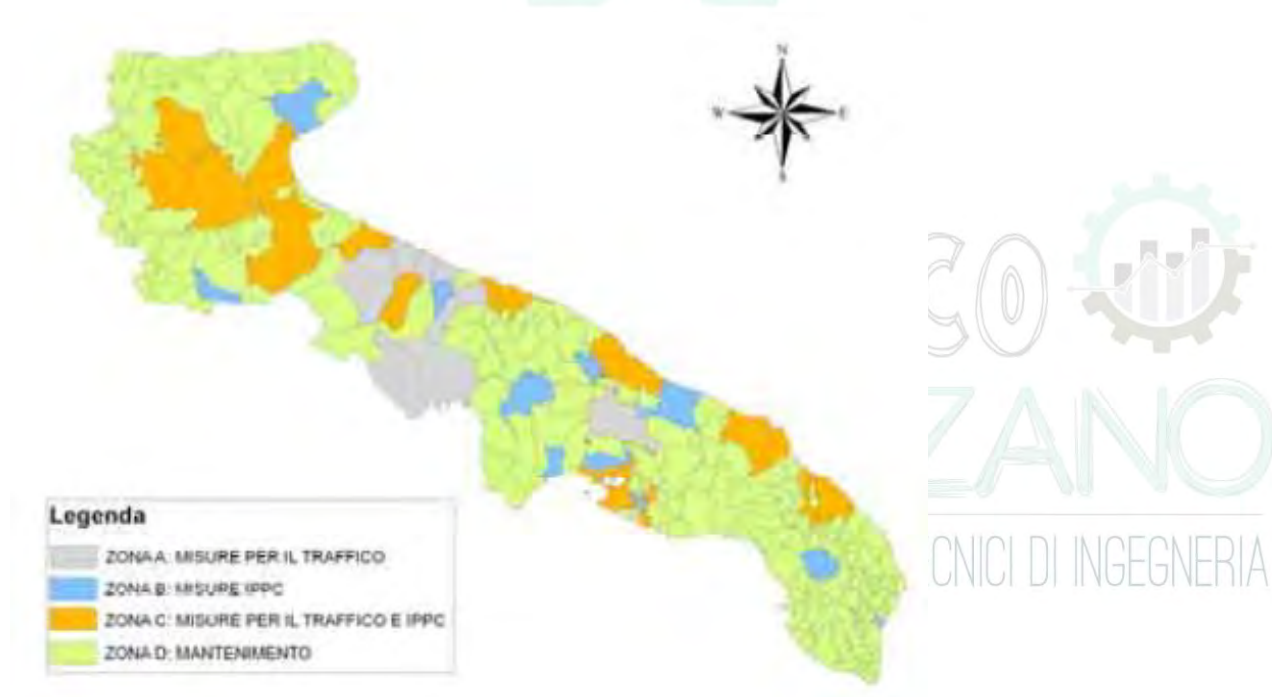 N
W E
S
CO
ZANO
CNICI DI INGEGNERIA
Legenda
ZONA A: MISURE PER IL TRAFFICO
ZONA B: MISURE IPPC
ZONA C: MISURE PER IL TRAFFICO E IPPC
ZONA D: MANTENIMENTO